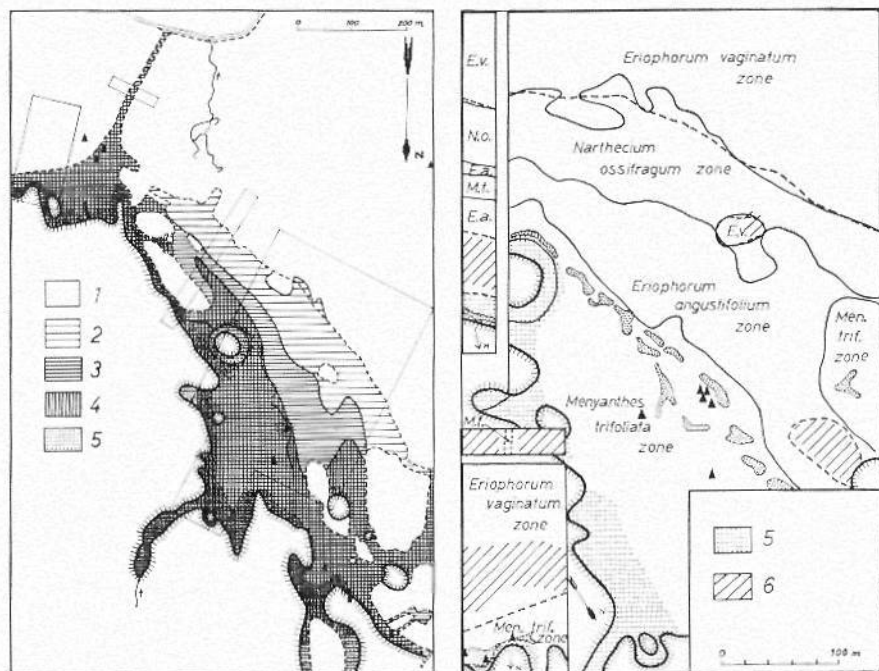 0 100 200 m.
N.
1
2
3
4
5
E.v.
N.o.
E.a.
M.t.
E.a.
Eriophorum vaginatum
zone
Narthecium
ossifragum zone
E.v.
Eriophorum
angustifolium
zone
Men.
trif.
zone
Menyanthes
trifoliata
zone
M.t.
Eriophorum
vaginatum
zone
Men. trif.
zone
5
6
0 100 m